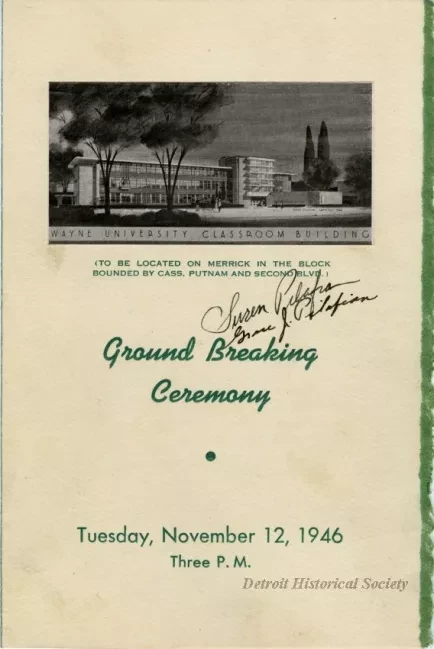 WAYNE UNIVERSITY CLASSROOM BUILDING
(TO BE LOCATED ON MERRICK IN THE BLOCK
BOUNDED BY CASS, PUTNAM AND SECOND BLVD.)
Suren Pilafian
Grace J. Pilafian
Ground Breaking
Ceremony
Tuesday, November 12, 1946
Three P. M.
Detroit Historical Society